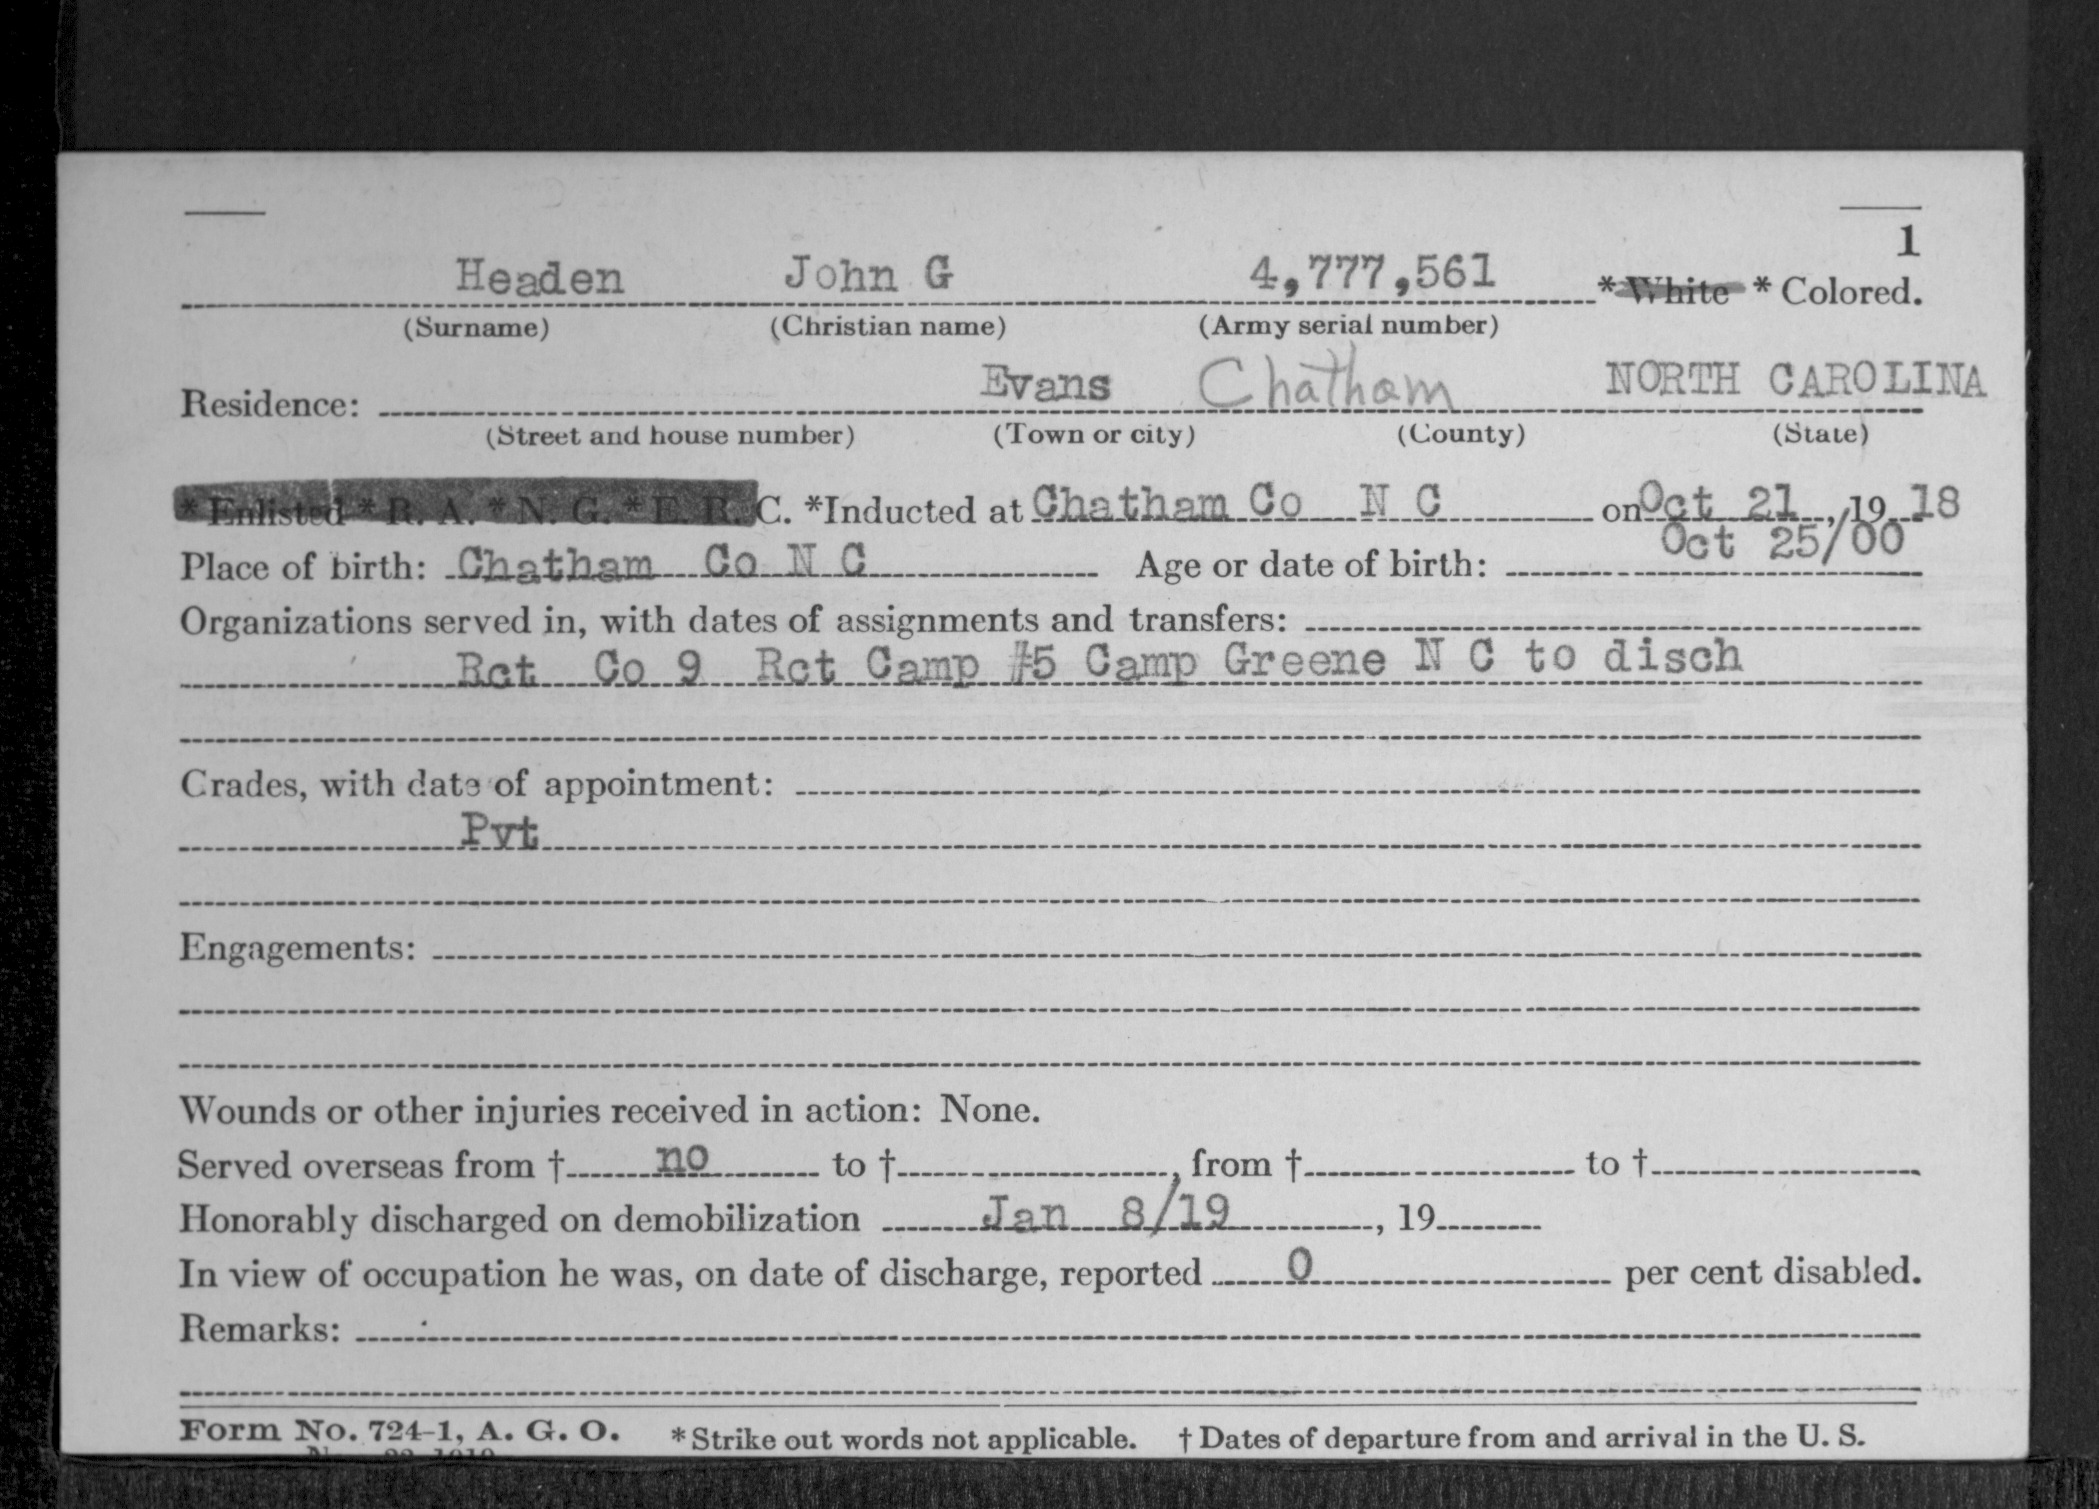 1
Headen John G 4,777,561 *White *Colored.
(Surname) (Christian name) (Army serial number)
Residence: Evans Chatham NORTH CAROLINA
(Street and house number) (Town or city) (County) (State)
*Enlisted *R. A. *N. G. *E. R. C. *Inducted at Chatham Co N C on Oct 21, 19 18
Place of birth: Chatham Co N C Age or date of birth: Oct 25/00
Organizations served in, with dates of assignments and transfers:
Rct Co 9 Rct Camp #5 Camp Greene N C to disch
Grades, with date of appointment:
Pvt
Engagements:
Wounds or other injuries received in action: None.
Served overseas from † no to †, from † to †
Honorably discharged on demobilization Jan 8/19, 19
In view of occupation he was, on date of discharge, reported 0 per cent disabled.
Remarks:
Form No. 724-1, A. G. O. *Strike out words not applicable. †Dates of departure from and arrival in the U. S.